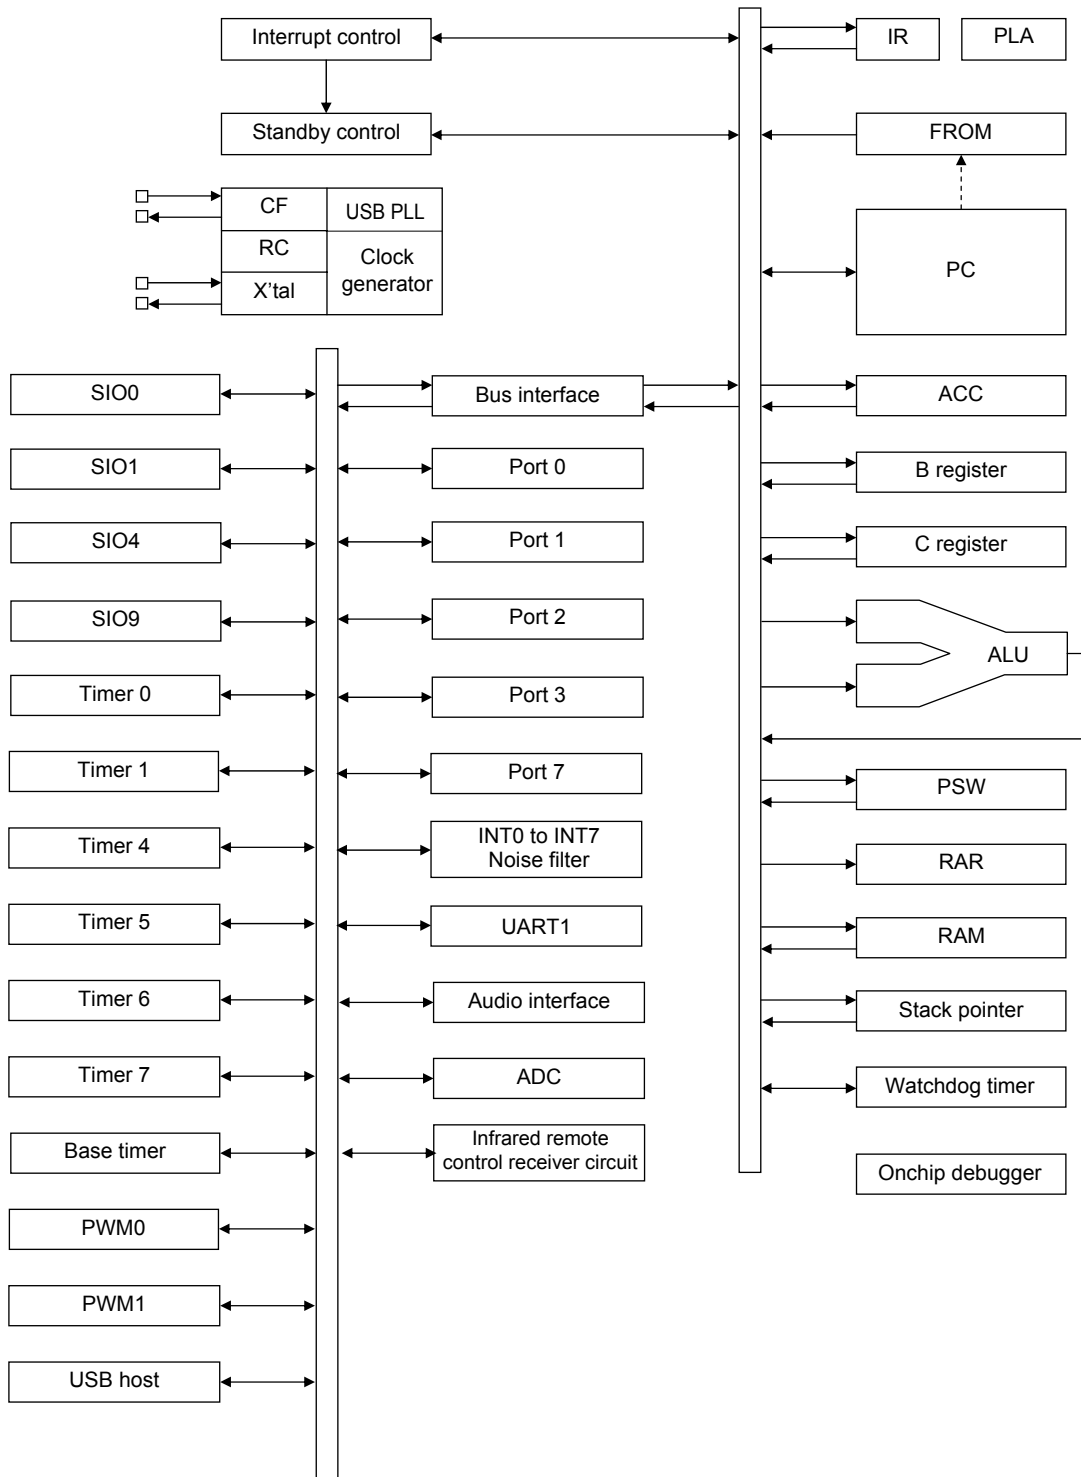 Interrupt control
IR
PLA
Standby control
FROM
CF
USB PLL
RC
Clock
generator
X'tal
PC
SIO0
Bus interface
ACC
SIO1
Port 0
B register
SIO4
Port 1
C register
SIO9
Port 2
ALU
Timer 0
Port 3
Timer 1
Port 7
PSW
Timer 4
INT0 to INT7
Noise filter
RAR
Timer 5
UART1
RAM
Timer 6
Audio interface
Stack pointer
Timer 7
ADC
Watchdog timer
Base timer
Infrared remote
control receiver circuit
Onchip debugger
PWM0
PWM1
USB host